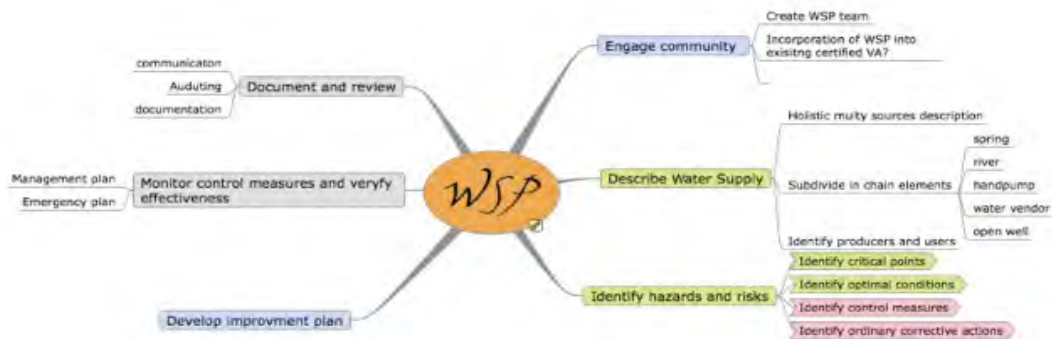 WSP
Engage community
Create WSP team
Incorporation of WSP into
exisitng certified VA?
Describe Water Supply
Holistic multy sources description
Subdivide in chain elements
spring
river
handpump
water vendor
open well
Identify producers and users
Identify hazards and risks
Identify critical points
Identify optimal conditions
Identify control measures
Identify ordinary corrective actions
Develop improvment plan
Monitor control measures and veryfy
effectiveness
Management plan
Emergency plan
Document and review
communicaton
Auduting
documentation